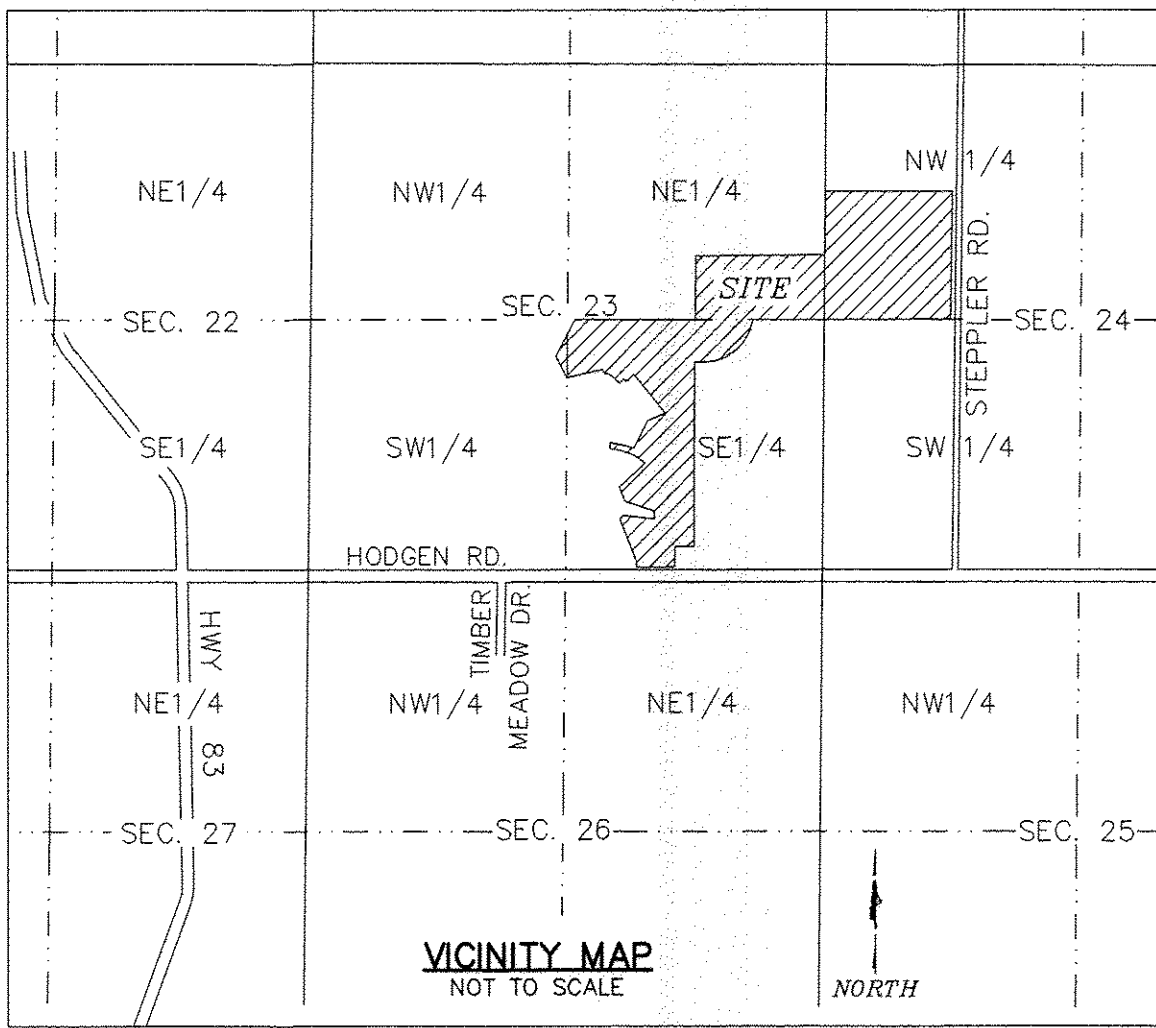 NW 1/4
NE1/4
NW1/4
NE1/4
STEPPLER RD.
SITE
SEC. 22
SEC. 23
SEC. 24
SE1/4
SW1/4
SE1/4
SW 1/4
HODGEN RD.
TIMBER
MEADOW DR.
HWY 83
NE1/4
NW1/4
NE1/4
NW1/4
SEC. 27
SEC. 26
SEC. 25
VICINITY MAP
NOT TO SCALE
NORTH